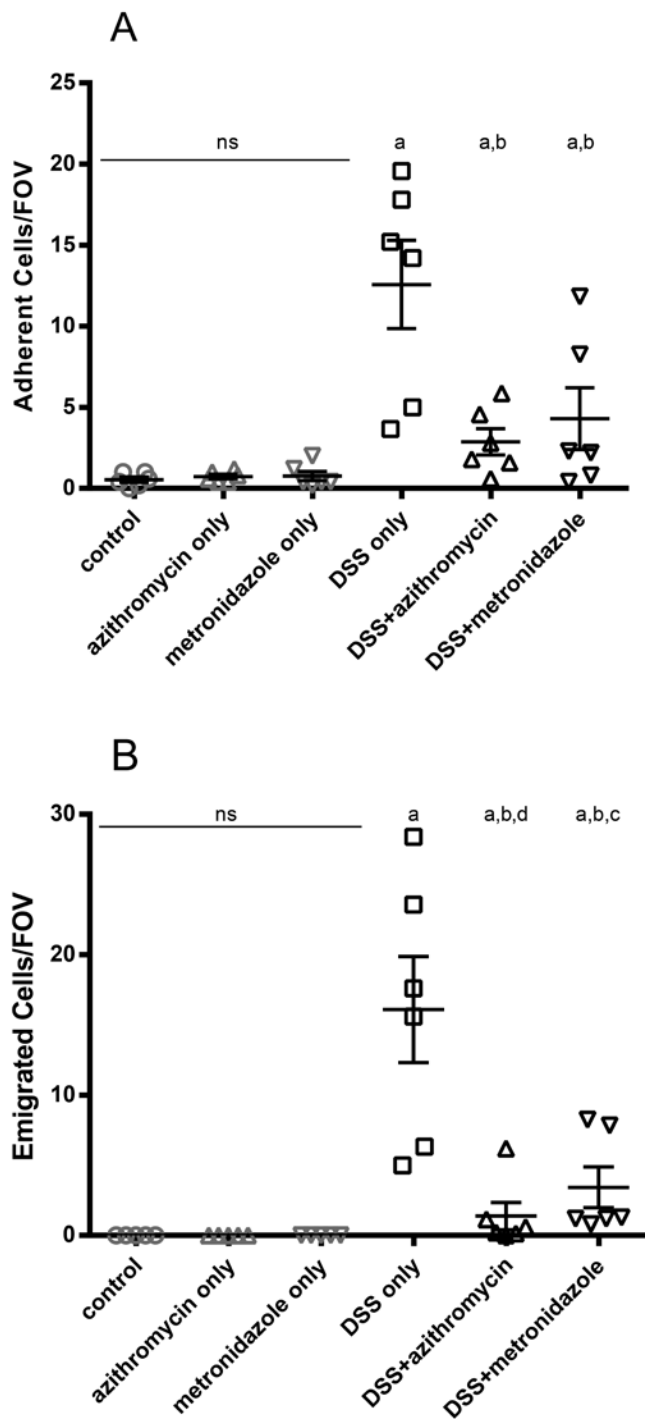 A
25
20
15
10
5
0
Adherent Cells/FOV
ns
a
a,b
a,b
control
azithromycin only
metronidazole only
DSS only
DSS+azithromycin
DSS+metronidazole
B
30
20
10
0
Emigrated Cells/FOV
ns
a
a,b,d
a,b,c
control
azithromycin only
metronidazole only
DSS only
DSS+azithromycin
DSS+metronidazole